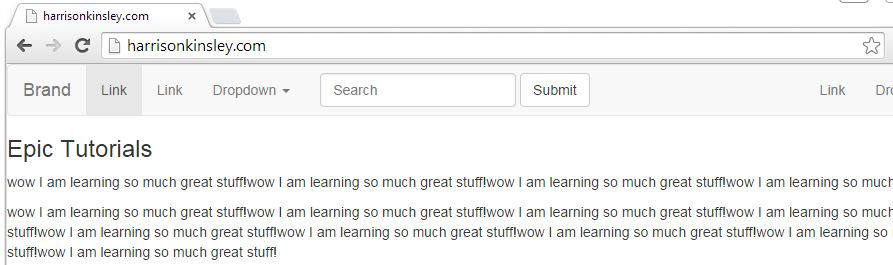 harrisonkinsley.com
harrisonkinsley.com
Brand Link Link Dropdown Search Submit Link
Epic Tutorials
wow I am learning so much great stuff!wow I am learning so much great stuff!wow I am learning so much great stuff!wow I am learning so much
wow I am learning so much great stuff!wow I am learning so much great stuff!wow I am learning so much great stuff!wow I am learning so much great
stuff!wow I am learning so much great stuff!wow I am learning so much great stuff!wow I am learning so much great stuff!wow I am learning so
stuff!wow I am learning so much great stuff!